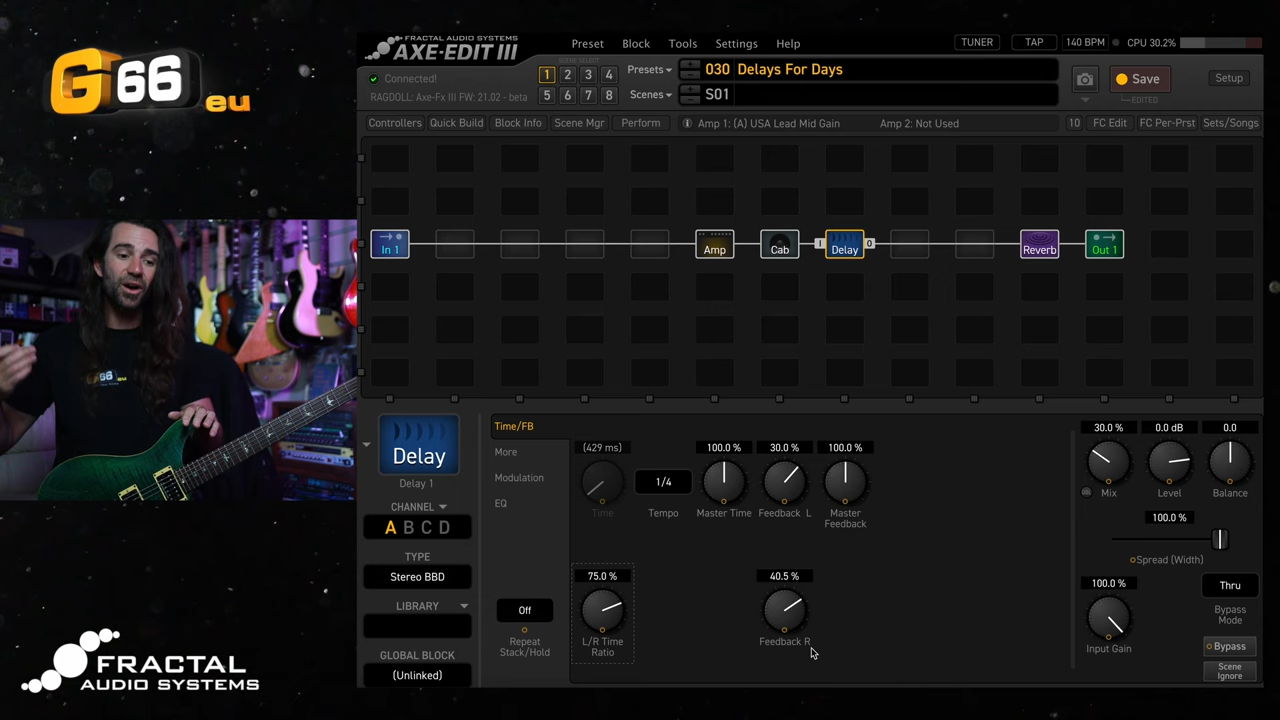 G66
eu
FRACTAL AUDIO SYSTEMS
AXE-EDIT III
Preset Block Tools Settings Help
TUNER TAP 140 BPM CPU 30.2%
Connected!
RAGDOLL: Axe-Fx III FW: 21.02 - beta
SCENE SELECT
1 2 3 4
5 6 7 8
Presets 030 Delays For Days
Scenes S01
Save
EDITED
Setup
Controllers Quick Build Block Info Scene Mgr Perform
Amp 1: (A) USA Lead Mid Gain Amp 2: Not Used
10 FC Edit FC Per-Prst Sets/Songs
In 1 Amp Cab I Delay O Reverb Out 1
G66 eu
Delay
Delay 1
CHANNEL
A B C D
TYPE
Stereo BBD
LIBRARY
GLOBAL BLOCK
(Unlinked)
Time/FB
More
Modulation
EQ
Off
Repeat
Stack/Hold
(429 ms) 1/4 100.0 % 30.0 % 100.0 %
Time Tempo Master Time Feedback L Master
Feedback
75.0 % 40.5 %
L/R Time
Ratio
Feedback R
30.0 % 0.0 dB 0.0
Mix Level Balance
100.0 %
Spread (Width)
100.0 %
Input Gain
Thru
Bypass
Mode
Bypass
Scene
Ignore
FRACTAL
AUDIO SYSTEMS